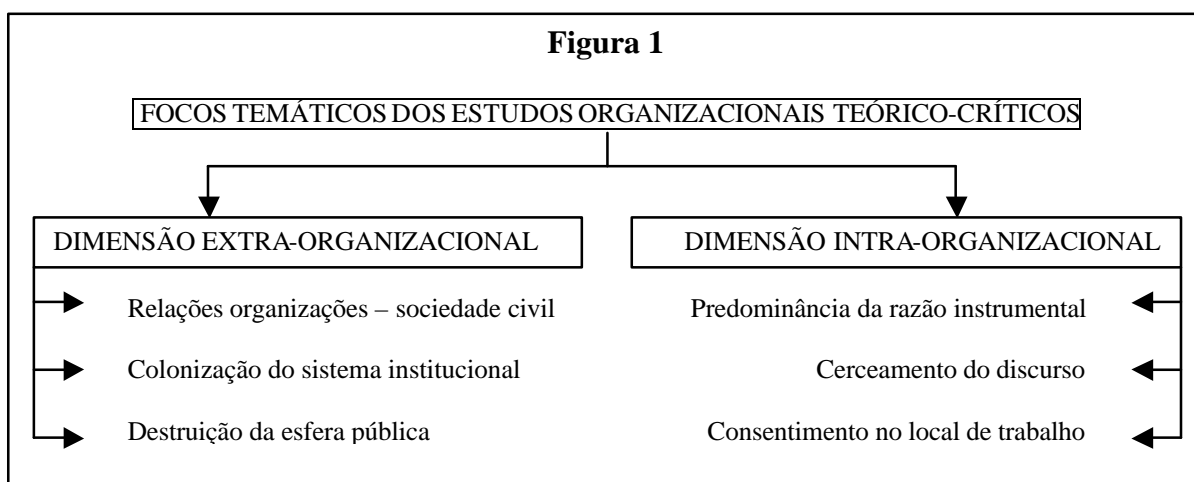 Figura 1
FOCOS TEMÁTICOS DOS ESTUDOS ORGANIZACIONAIS TEÓRICO-CRÍTICOS
DIMENSÃO EXTRA-ORGANIZACIONAL
Relações organizações – sociedade civil
Colonização do sistema institucional
Destruição da esfera pública
DIMENSÃO INTRA-ORGANIZACIONAL
Predominância da razão instrumental
Cerceamento do discurso
Consentimento no local de trabalho